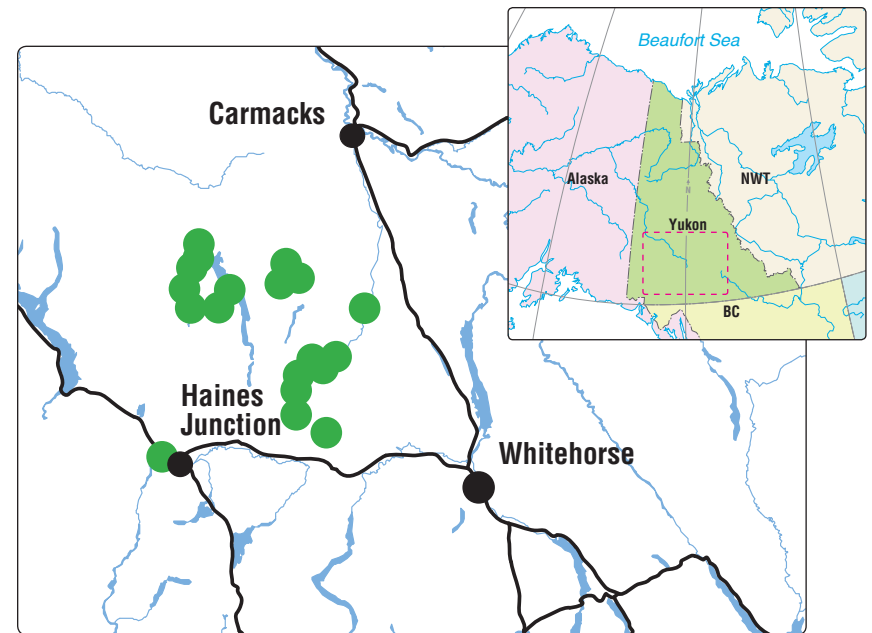 Beaufort Sea
Carmacks
Alaska
NWT
N
Yukon
BC
Haines
Junction
Whitehorse